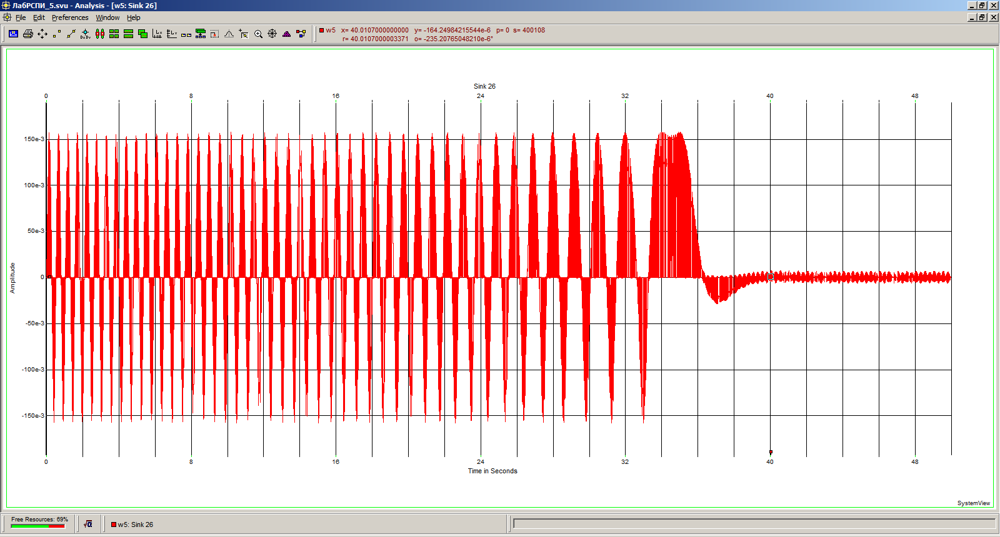 ЛабРСПИ_5.svu - Analysis - [w5: Sink 26]
File Edit Preferences Window Help
w5 x= 40.0107000000000 y= -164.24984215544e-6 p= 0 s= 400108
r= 40.0107000003371 o= -235.20765048210e-6°
Sink 26
0 8 16 24 32 40 48
150e-3
100e-3
50e-3
0
-50e-3
-100e-3
-150e-3
Amplitude
0 8 16 24 32 40 48
Time in Seconds
SystemView
Free Resources: 69%
w5: Sink 26